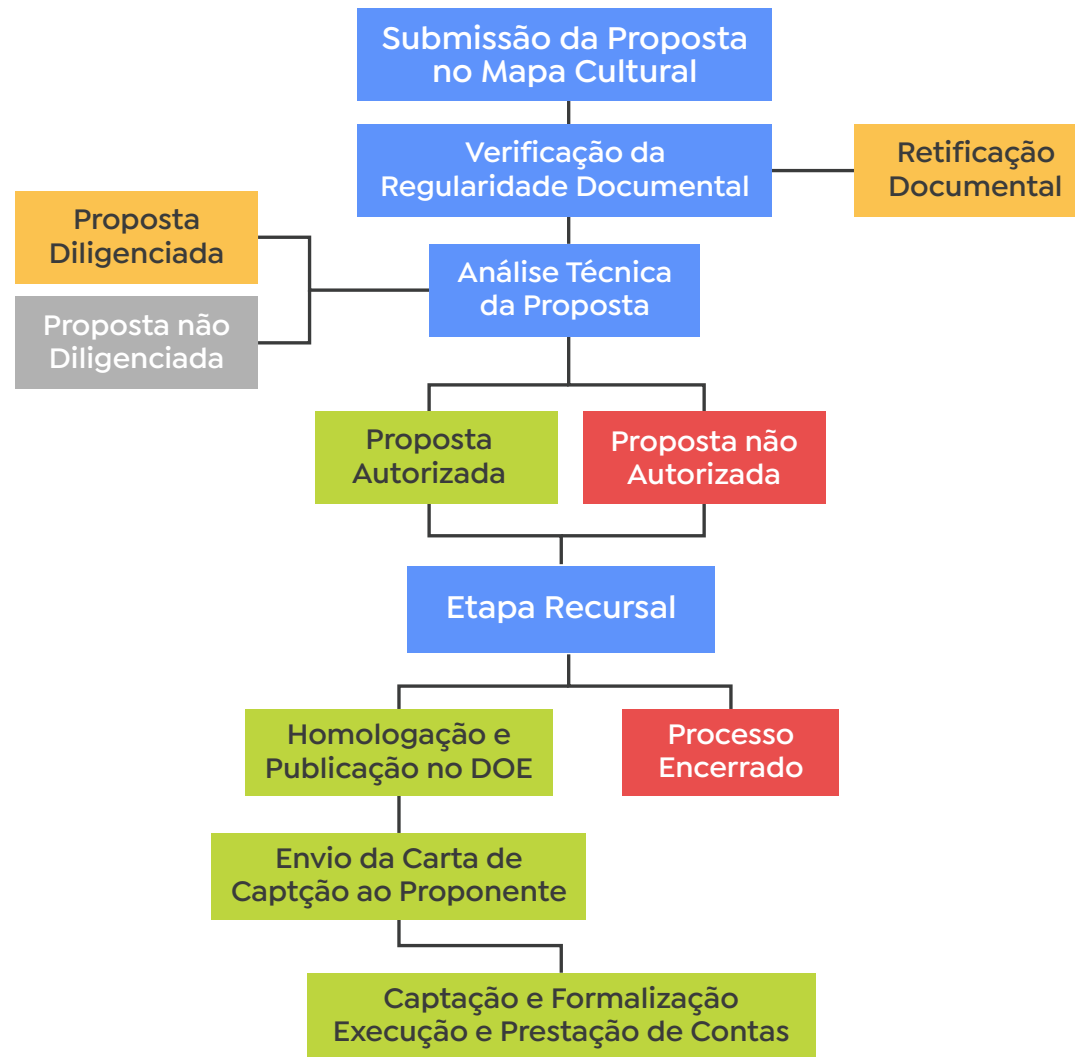 Submissão da Proposta
no Mapa Cultural
Verificação da
Regularidade Documental
Retificação
Documental
Proposta
Diligenciada
Proposta não
Diligenciada
Análise Técnica
da Proposta
Proposta
Autorizada
Proposta não
Autorizada
Etapa Recursal
Homologação e
Publicação no DOE
Processo
Encerrado
Envio da Carta de
Captção ao Proponente
Captação e Formalização
Execução e Prestação de Contas